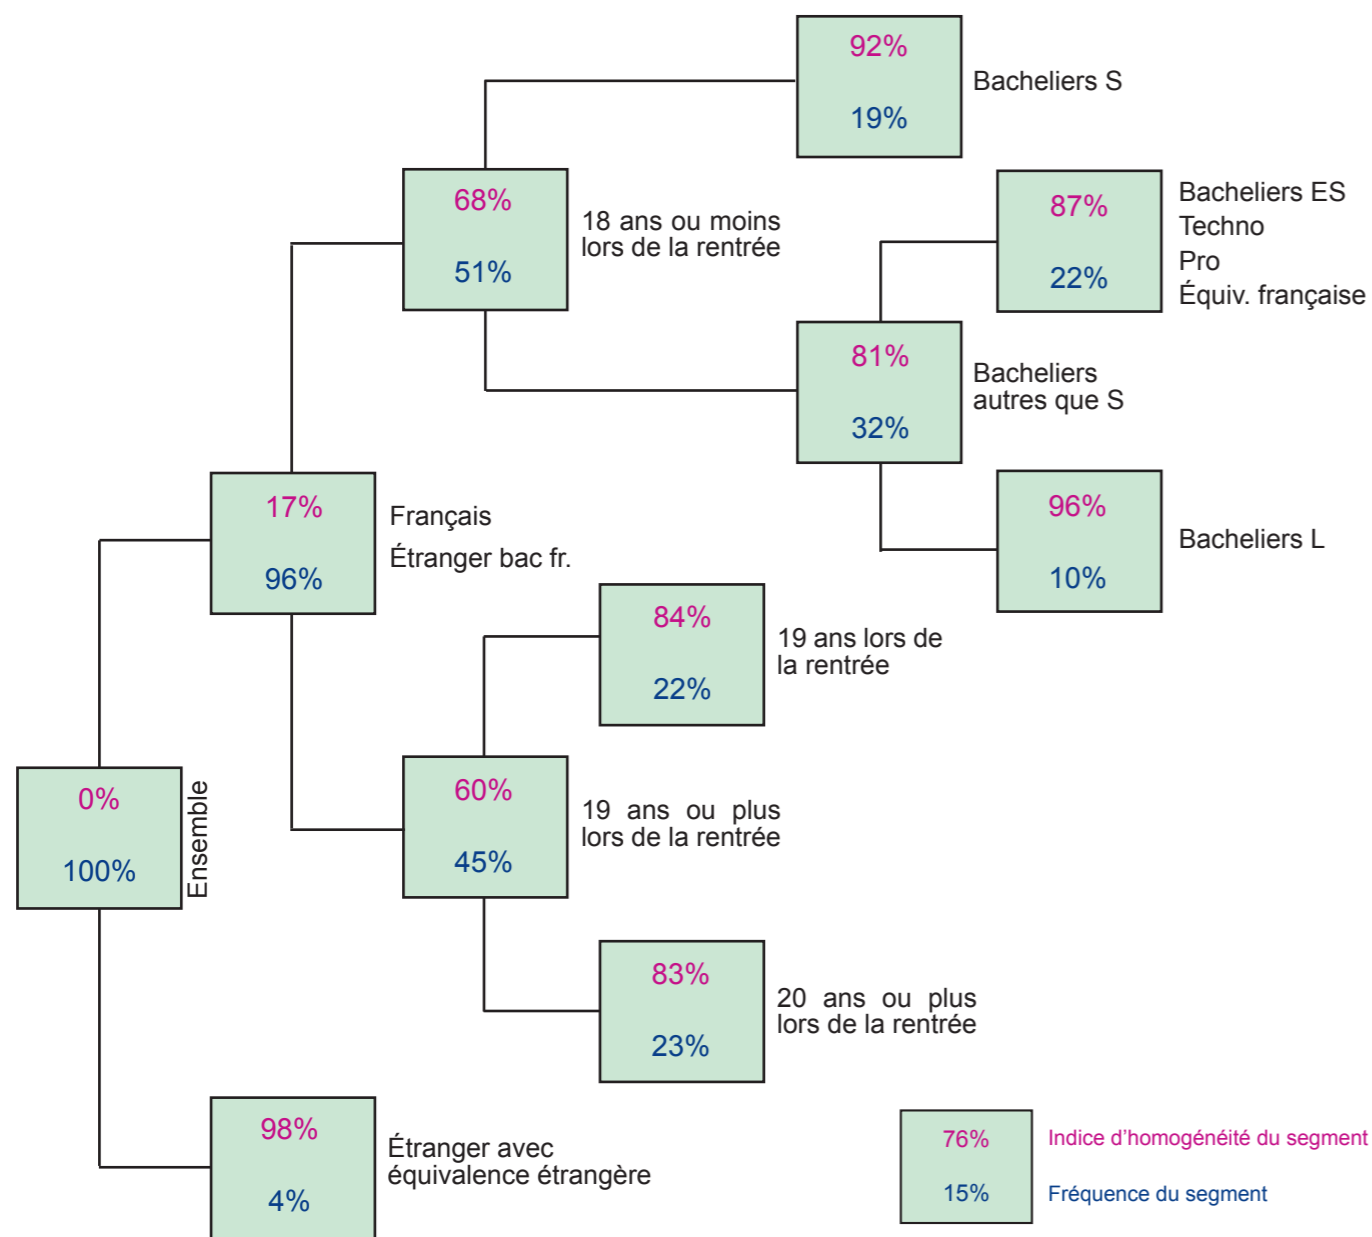 92%
19%
Bacheliers S
68%
51%
18 ans ou moins
lors de la rentrée
87%
22%
Bacheliers ES
Techno
Pro
Équiv. française
81%
32%
Bacheliers
autres que S
17%
96%
Français
Étranger bac fr.
96%
10%
Bacheliers L
84%
22%
19 ans lors de
la rentrée
0%
100%
Ensemble
60%
45%
19 ans ou plus
lors de la rentrée
83%
23%
20 ans ou plus
lors de la rentrée
98%
4%
Étranger avec
équivalence étrangère
76%
Indice d’homogénéité du segment
15%
Fréquence du segment